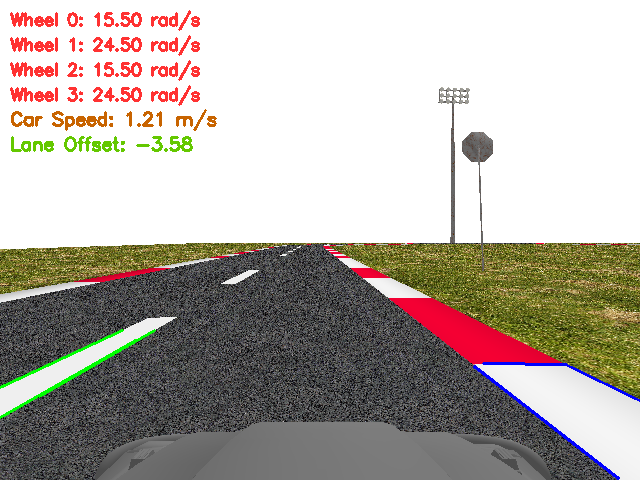 Wheel 0: 15.50 rad/s
Wheel 1: 24.50 rad/s
Wheel 2: 15.50 rad/s
Wheel 3: 24.50 rad/s
Car Speed: 1.21 m/s
Lane Offset: -3.58